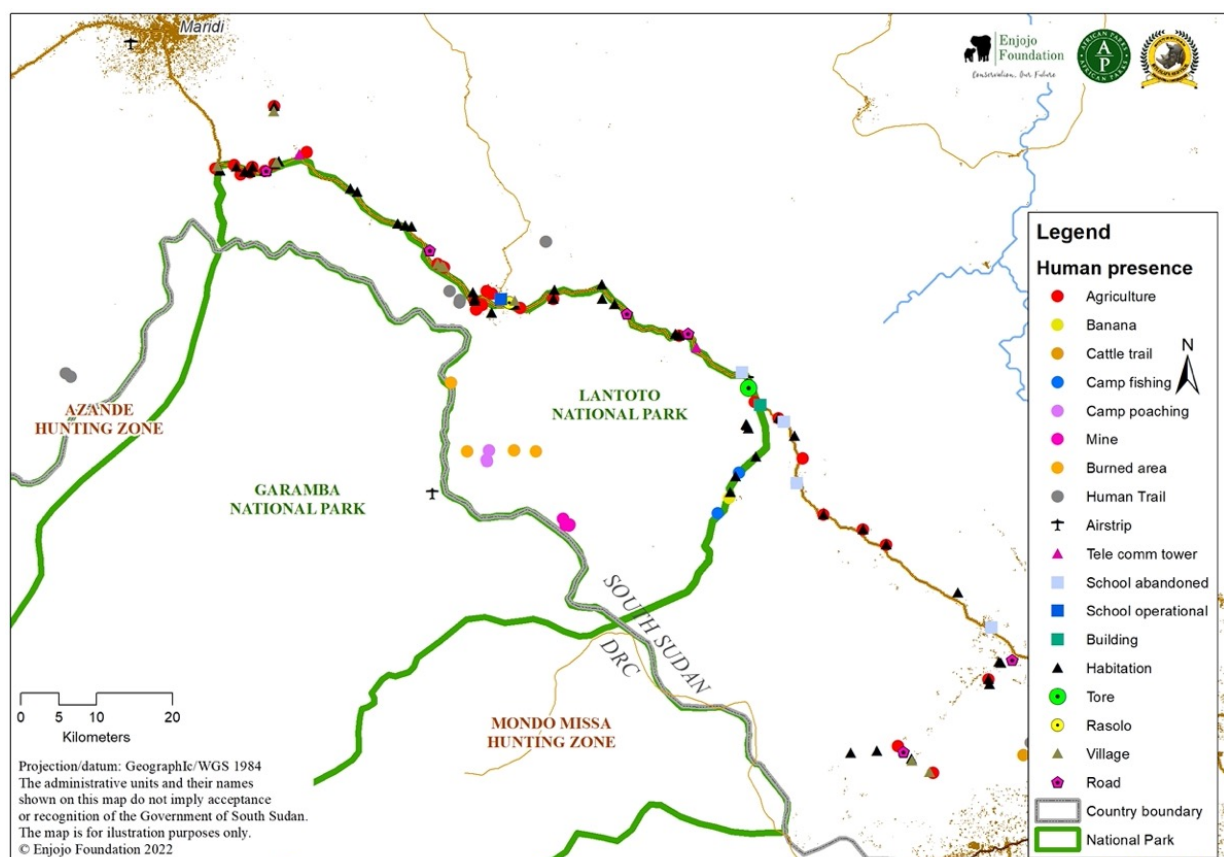 Maridi
Enjojo
Foundation
Conservation, Our Future
AFRICAN PARKS
A
P
AFRICAN PARKS
AZANDE
HUNTING ZONE
LANTOTO
NATIONAL PARK
GARAMBA
NATIONAL PARK
SOUTH SUDAN
DRC
MONDO MISSA
HUNTING ZONE
Legend
Human presence
Agriculture
Banana
Cattle trail
Camp fishing
Camp poaching
Mine
Burned area
Human Trail
Airstrip
Tele comm tower
School abandoned
School operational
Building
Habitation
Tore
Rasolo
Village
Road
Country boundary
National Park
N
0 5 10 20
Kilometers
Projection/datum: GeographIc/WGS 1984
The administrative units and their names
shown on this map do not imply acceptance
or recognition of the Government of South Sudan.
The map is for ilustration purposes only.
© Enjojo Foundation 2022